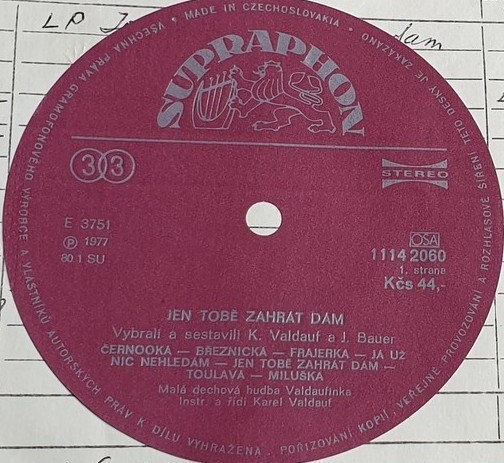 LP
dam
VŠECHNA PRÁVA GRAMOFONOVÉHO VÝROBCE A VLASTNÍKŮ AUTORSKÝCH PRÁV K DÍLU VYHRAŽENA. POŘIZOVÁNÍ KOPIÍ, VEŘEJNÉ PROVOZOVÁNÍ A ROZHLASOVÉ ŠÍŘENÍ TÉTO DESKY JE ZAKÁZÁNO • MADE IN CZECHOSLOVAKIA •
SUPRAPHON
33
STEREO
E 3751
Ⓟ 1977
80 1 SU
OSA
1114 2060
1. strana
Kčs 44,-
JEN TOBĚ ZAHRÁT DÁM
Vybrali a sestavili K. Valdauf a J. Bauer
ČERNOOKÁ — BŘEZNICKÁ — FRAJERKA — JÁ UŽ
NIC NEHLEDÁM — JEN TOBĚ ZAHRÁT DÁM —
TOULAVÁ — MILUŠKA
Malá dechová hudba Valdaufinka
Instr. a řídí Karel Valdauf